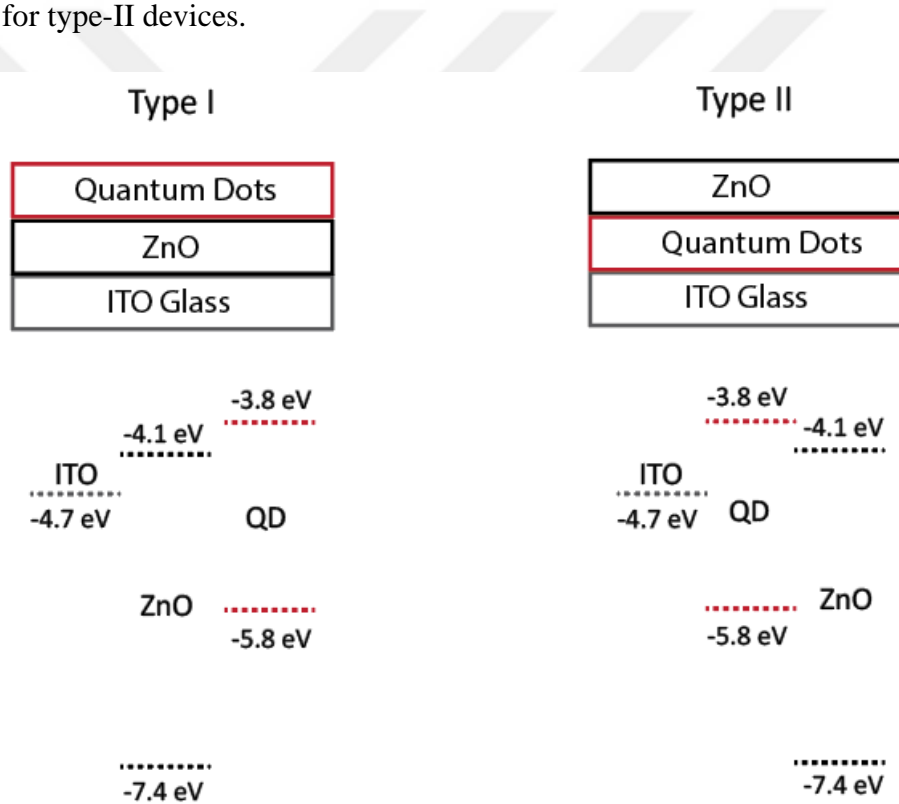 for type-II devices.
Type I
Quantum Dots
ZnO
ITO Glass
-3.8 eV
-4.1 eV
ITO
-4.7 eV
QD
ZnO
-5.8 eV
-7.4 eV
Type II
ZnO
Quantum Dots
ITO Glass
-3.8 eV
-4.1 eV
ITO
-4.7 eV
QD
ZnO
-5.8 eV
-7.4 eV